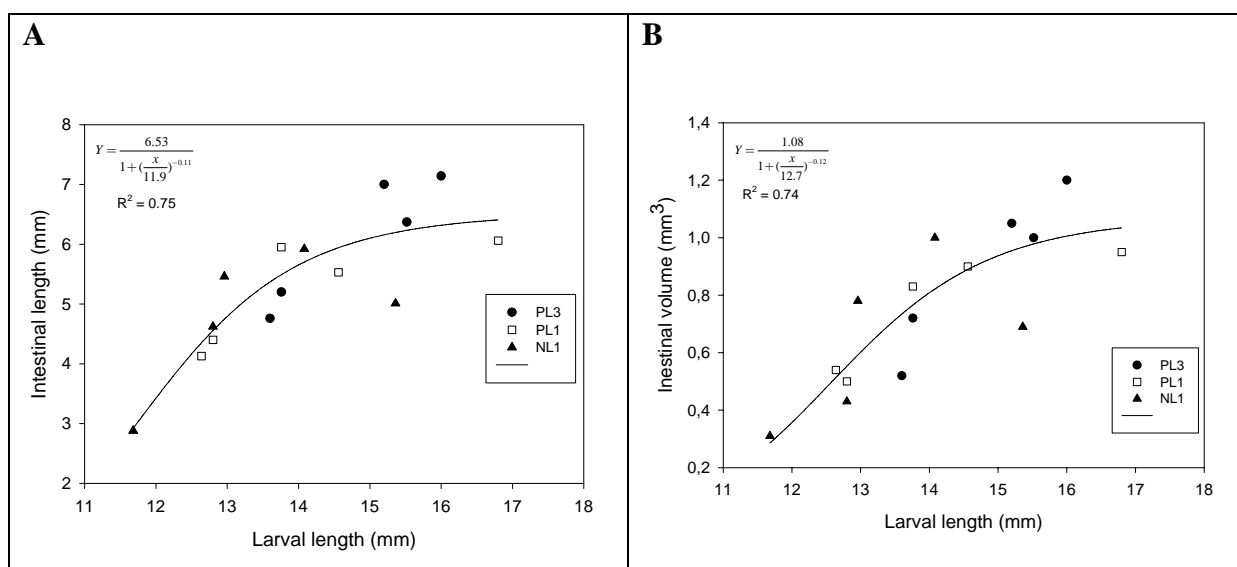 A
Y = 6.53 / (1 + (x / 11.9)^-0.11)
R² = 0.75
Intestinal length (mm)
8
7
6
5
4
3
2
11 12 13 14 15 16 17 18
Larval length (mm)
PL3
PL1
NL1
B
Y = 1.08 / (1 + (x / 12.7)^-0.12)
R² = 0.74
Inestinal volume (mm³)
1,4
1,2
1,0
0,8
0,6
0,4
0,2
11 12 13 14 15 16 17 18
Larval length (mm)
PL3
PL1
NL1